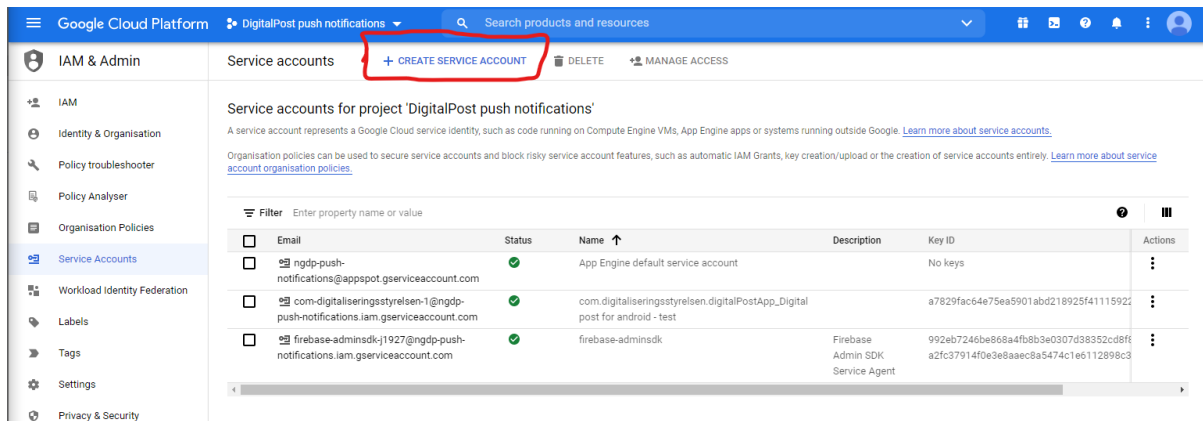 Google Cloud Platform
DigitalPost push notifications
Search products and resources
IAM & Admin
Service accounts
+ CREATE SERVICE ACCOUNT
DELETE
MANAGE ACCESS
IAM
Identity & Organisation
Policy troubleshooter
Policy Analyser
Organisation Policies
Service Accounts
Workload Identity Federation
Labels
Tags
Settings
Privacy & Security
Service accounts for project 'DigitalPost push notifications'
A service account represents a Google Cloud service identity, such as code running on Compute Engine VMs, App Engine apps or systems running outside Google. Learn more about service accounts.
Organisation policies can be used to secure service accounts and block risky service account features, such as automatic IAM Grants, key creation/upload or the creation of service accounts entirely. Learn more about service
account organisation policies.
Filter Enter property name or value
Email Status Name Description Key ID Actions
ngdp-push-
notifications@appspot.gserviceaccount.com
App Engine default service account
No keys
com-digitaliseringsstyrelsen-1@ngdp-
push-notifications.iam.gserviceaccount.com
com.digitaliseringsstyrelsen.digitalPostApp_Digital
post for android - test
a7829fac64e75ea5901abd218925f41115922
firebase-adminsdk-j1927@ngdp-push-
notifications.iam.gserviceaccount.com
firebase-adminsdk
Firebase
Admin SDK
Service Agent
992eb7246be868a4fb8b3e0307d38352cd8f8
a2fc37914f0e3e8aaec8a5474c1e6112898c3